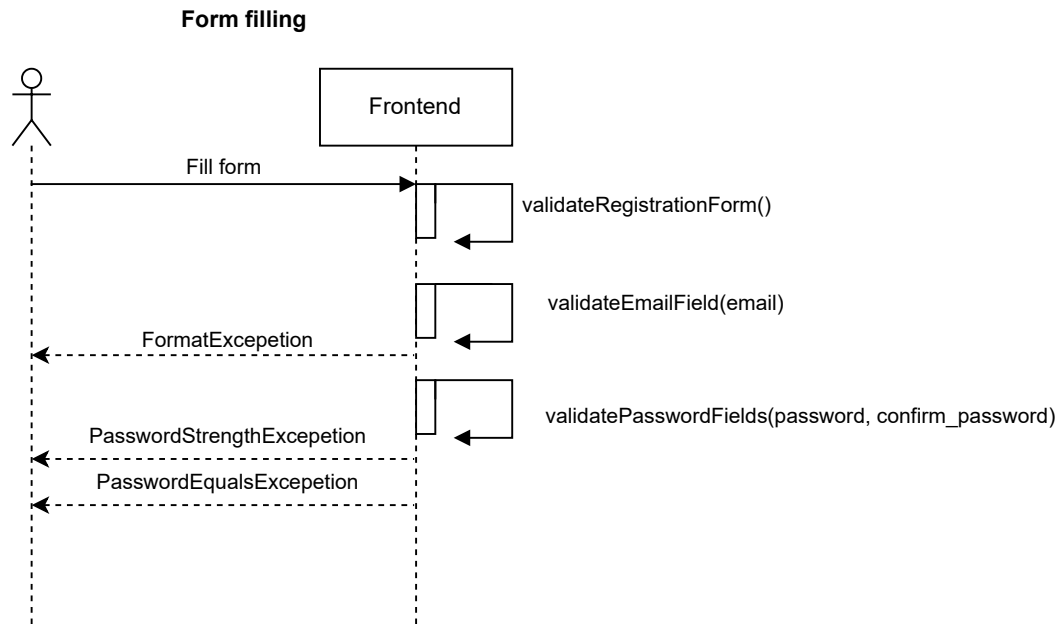 Form filling
Frontend
Fill form
validateRegistrationForm()
validateEmailField(email)
FormatExcepetion
validatePasswordFields(password, confirm_password)
PasswordStrengthExcepetion
PasswordEqualsExcepetion